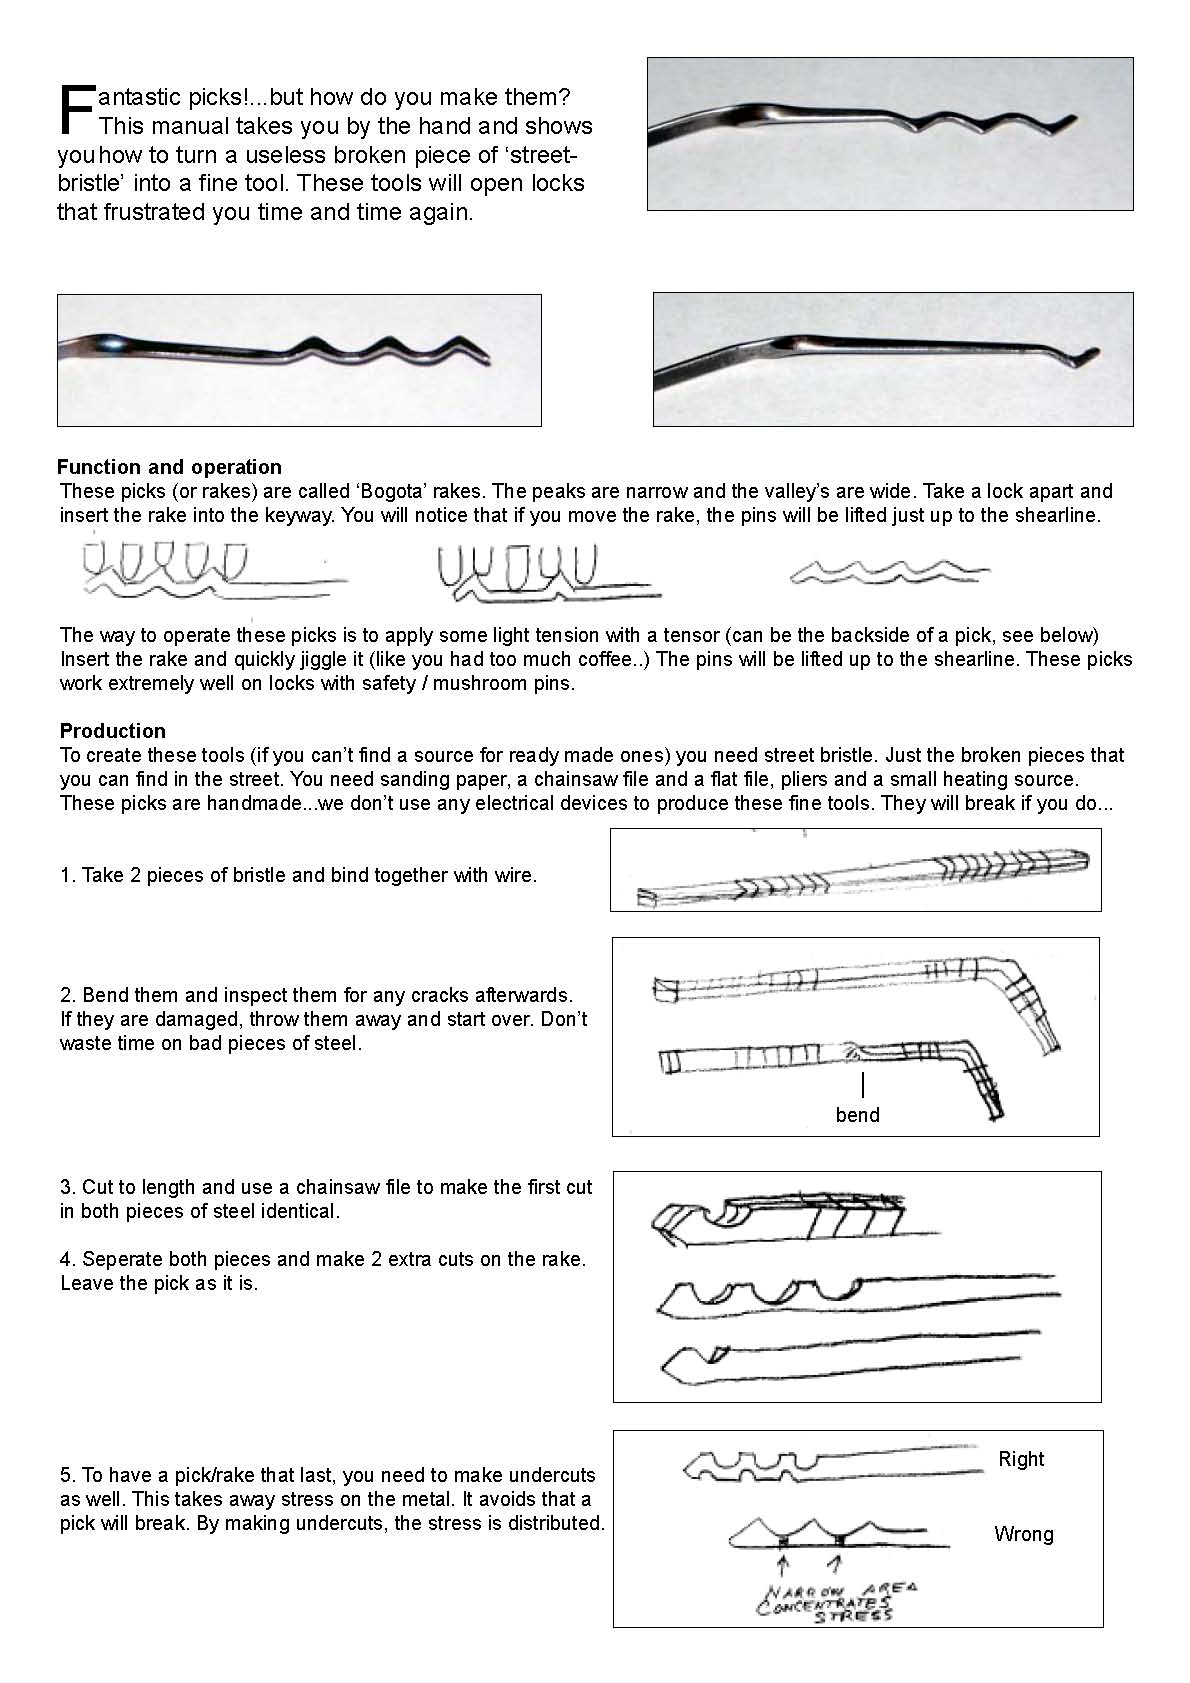 Fantastic picks!...but how do you make them?
This manual takes you by the hand and shows
you how to turn a useless broken piece of ‘street-
bristle’ into a fine tool. These tools will open locks
that frustrated you time and time again.
Function and operation
These picks (or rakes) are called ‘Bogota’ rakes. The peaks are narrow and the valley’s are wide. Take a lock apart and
insert the rake into the keyway. You will notice that if you move the rake, the pins will be lifted just up to the shearline.
The way to operate these picks is to apply some light tension with a tensor (can be the backside of a pick, see below)
Insert the rake and quickly jiggle it (like you had too much coffee..) The pins will be lifted up to the shearline. These picks
work extremely well on locks with safety / mushroom pins.
Production
To create these tools (if you can’t find a source for ready made ones) you need street bristle. Just the broken pieces that
you can find in the street. You need sanding paper, a chainsaw file and a flat file, pliers and a small heating source.
These picks are handmade...we don’t use any electrical devices to produce these fine tools. They will break if you do...
1. Take 2 pieces of bristle and bind together with wire.
2. Bend them and inspect them for any cracks afterwards.
If they are damaged, throw them away and start over. Don’t
waste time on bad pieces of steel.
bend
3. Cut to length and use a chainsaw file to make the first cut
in both pieces of steel identical.
4. Seperate both pieces and make 2 extra cuts on the rake.
Leave the pick as it is.
5. To have a pick/rake that last, you need to make undercuts
as well. This takes away stress on the metal. It avoids that a
pick will break. By making undercuts, the stress is distributed.
Right
Wrong
NARROW AREA
CONCENTRATES
STRESS